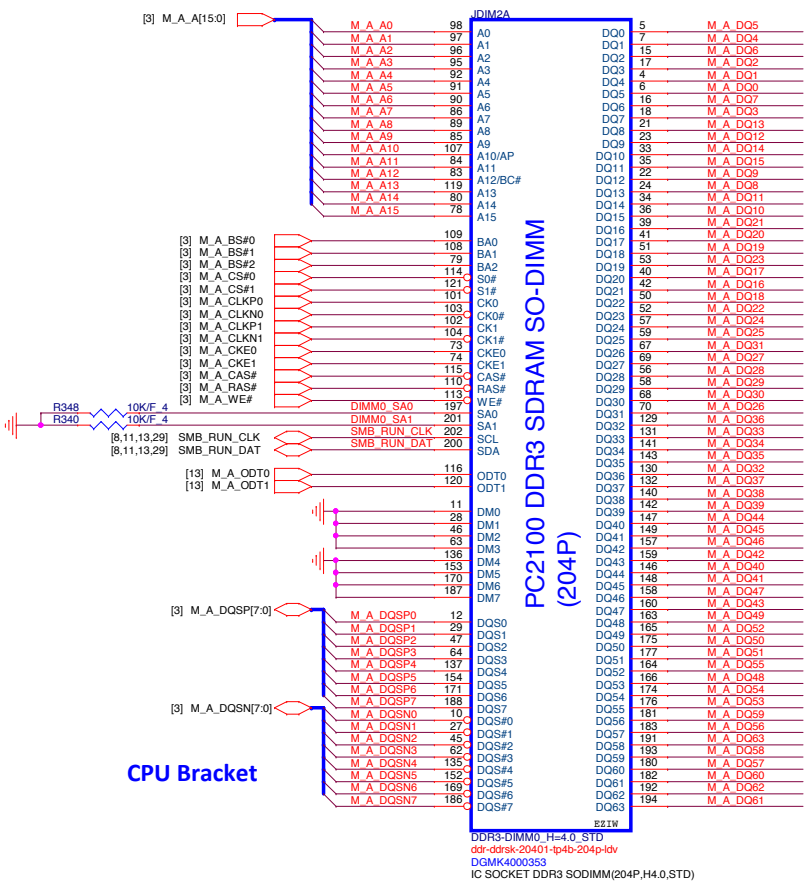 JDIM2A
[3] M_A_A[15:0]
M_A_A0 98 A0
M_A_A1 97 A1
M_A_A2 96 A2
M_A_A3 95 A3
M_A_A4 92 A4
M_A_A5 91 A5
M_A_A6 90 A6
M_A_A7 86 A7
M_A_A8 89 A8
M_A_A9 85 A9
M_A_A10 107 A10/AP
M_A_A11 84 A11
M_A_A12 83 A12/BC#
M_A_A13 119 A13
M_A_A14 80 A14
M_A_A15 78 A15
[3] M_A_BS#0 109 BA0
[3] M_A_BS#1 108 BA1
[3] M_A_BS#2 79 BA2
[3] M_A_CS#0 114 S0#
[3] M_A_CS#1 121 S1#
[3] M_A_CLKP0 101 CK0
[3] M_A_CLKN0 103 CK0#
[3] M_A_CLKP1 102 CK1
[3] M_A_CLKN1 104 CK1#
[3] M_A_CKE0 73 CKE0
[3] M_A_CKE1 74 CKE1
[3] M_A_CAS# 115 CAS#
[3] M_A_RAS# 110 RAS#
[3] M_A_WE# 113 WE#
R348 10K/F_4 DIMM0_SA0 197 SA0
R340 10K/F_4 DIMM0_SA1 201 SA1
[8,11,13,29] SMB_RUN_CLK SMB_RUN_CLK 202 SCL
[8,11,13,29] SMB_RUN_DAT SMB_RUN_DAT 200 SDA
[13] M_A_ODT0 116 ODT0
[13] M_A_ODT1 120 ODT1
11 DM0
28 DM1
46 DM2
63 DM3
136 DM4
153 DM5
170 DM6
187 DM7
[3] M_A_DQSP[7:0]
M_A_DQSP0 12 DQS0
M_A_DQSP1 29 DQS1
M_A_DQSP2 47 DQS2
M_A_DQSP3 64 DQS3
M_A_DQSP4 137 DQS4
M_A_DQSP5 154 DQS5
M_A_DQSP6 171 DQS6
M_A_DQSP7 188 DQS7
[3] M_A_DQSN[7:0]
M_A_DQSN0 10 DQS#0
M_A_DQSN1 27 DQS#1
M_A_DQSN2 45 DQS#2
M_A_DQSN3 62 DQS#3
M_A_DQSN4 135 DQS#4
M_A_DQSN5 152 DQS#5
M_A_DQSN6 169 DQS#6
M_A_DQSN7 186 DQS#7
CPU Bracket
PC2100 DDR3 SDRAM SO-DIMM
(204P)
DQ0 5 M_A_DQ5
DQ1 7 M_A_DQ4
DQ2 15 M_A_DQ6
DQ3 17 M_A_DQ2
DQ4 4 M_A_DQ1
DQ5 6 M_A_DQ0
DQ6 16 M_A_DQ7
DQ7 18 M_A_DQ3
DQ8 21 M_A_DQ13
DQ9 23 M_A_DQ12
DQ10 33 M_A_DQ14
DQ11 35 M_A_DQ15
DQ12 22 M_A_DQ9
DQ13 24 M_A_DQ8
DQ14 34 M_A_DQ11
DQ15 36 M_A_DQ10
DQ16 39 M_A_DQ21
DQ17 41 M_A_DQ20
DQ18 51 M_A_DQ19
DQ19 53 M_A_DQ23
DQ20 40 M_A_DQ17
DQ21 42 M_A_DQ16
DQ22 50 M_A_DQ18
DQ23 52 M_A_DQ22
DQ24 57 M_A_DQ24
DQ25 59 M_A_DQ25
DQ26 67 M_A_DQ31
DQ27 69 M_A_DQ27
DQ28 56 M_A_DQ28
DQ29 58 M_A_DQ29
DQ30 68 M_A_DQ30
DQ31 70 M_A_DQ26
DQ32 129 M_A_DQ36
DQ33 131 M_A_DQ33
DQ34 141 M_A_DQ34
DQ35 143 M_A_DQ35
DQ36 130 M_A_DQ32
DQ37 132 M_A_DQ37
DQ38 140 M_A_DQ38
DQ39 142 M_A_DQ39
DQ40 147 M_A_DQ44
DQ41 149 M_A_DQ45
DQ42 157 M_A_DQ46
DQ43 159 M_A_DQ42
DQ44 146 M_A_DQ40
DQ45 148 M_A_DQ41
DQ46 158 M_A_DQ47
DQ47 160 M_A_DQ43
DQ48 163 M_A_DQ49
DQ49 165 M_A_DQ52
DQ50 175 M_A_DQ50
DQ51 177 M_A_DQ51
DQ52 164 M_A_DQ55
DQ53 166 M_A_DQ48
DQ54 174 M_A_DQ54
DQ55 176 M_A_DQ53
DQ56 181 M_A_DQ59
DQ57 183 M_A_DQ56
DQ58 191 M_A_DQ63
DQ59 193 M_A_DQ58
DQ60 180 M_A_DQ57
DQ61 182 M_A_DQ60
DQ62 192 M_A_DQ62
DQ63 194 M_A_DQ61
EZIW
DDR3-DIMM0_H=4.0_STD
ddr-ddrsk-20401-tp4b-204p-ldv
DGMK4000353
IC SOCKET DDR3 SODIMM(204P,H4.0,STD)